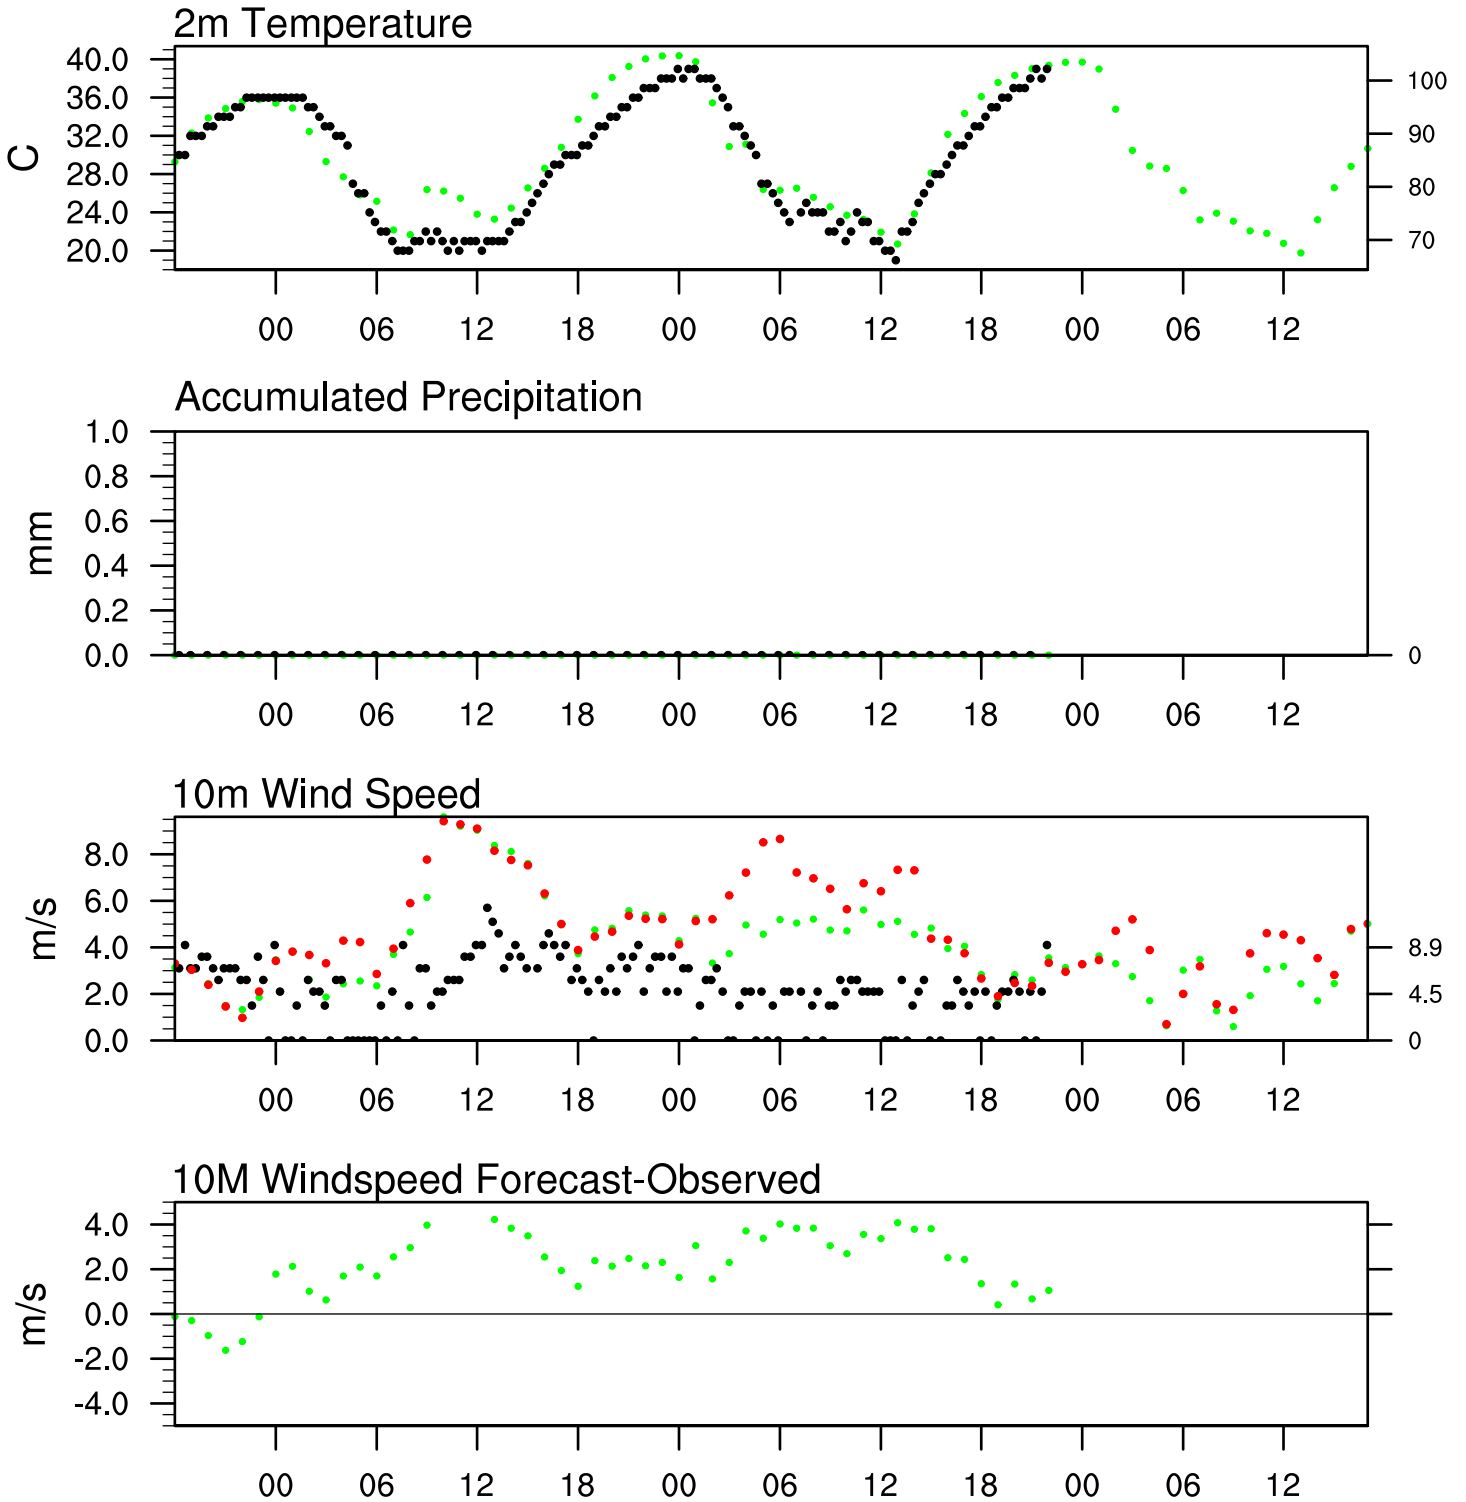 2m Temperature
40.0
36.0
32.0
28.0
24.0
20.0
C
100
90
80
70
00 06 12 18 00 06 12 18 00 06 12
Accumulated Precipitation
1.0
0.8
0.6
0.4
0.2
0.0
mm
0
00 06 12 18 00 06 12 18 00 06 12
10m Wind Speed
8.0
6.0
4.0
2.0
0.0
m/s
8.9
4.5
0
00 06 12 18 00 06 12 18 00 06 12
10M Windspeed Forecast-Observed
4.0
2.0
0.0
-2.0
-4.0
m/s
00 06 12 18 00 06 12 18 00 06 12